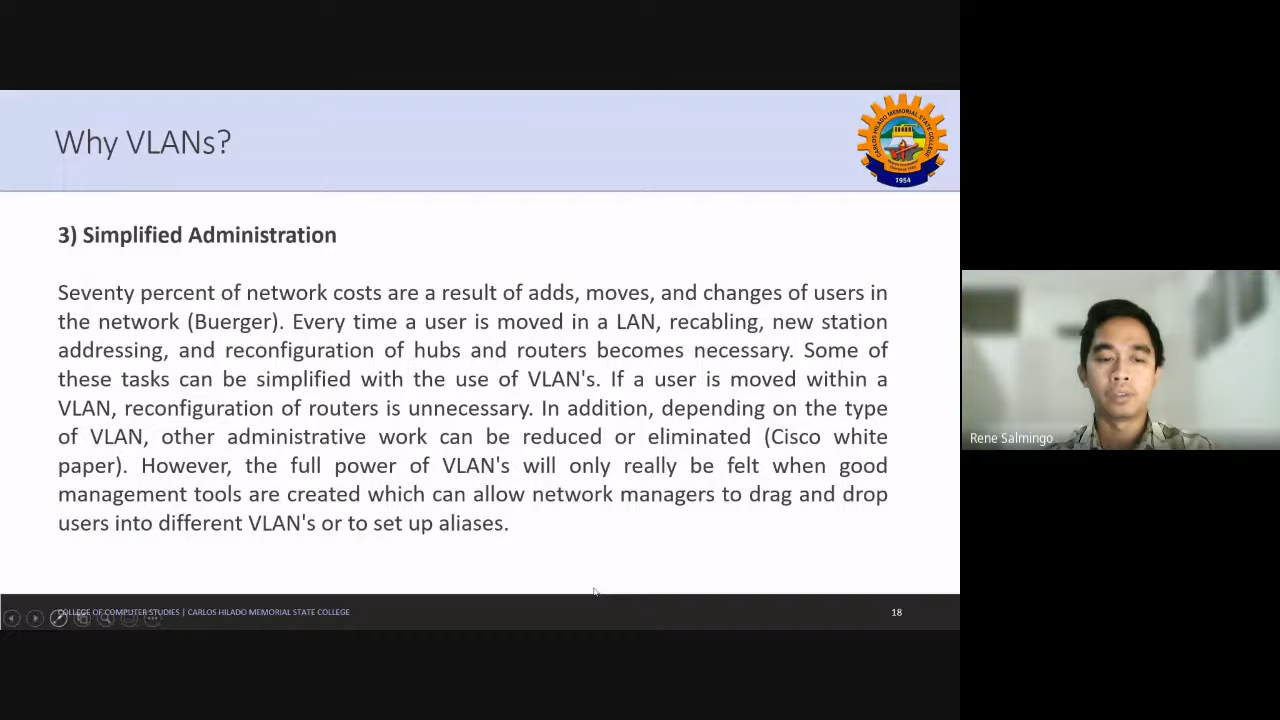 Why VLANs?
CARLOS HILADO MEMORIAL STATE COLLEGE
1954
3) Simplified Administration
Seventy percent of network costs are a result of adds, moves, and changes of users in
the network (Buerger). Every time a user is moved in a LAN, recabling, new station
addressing, and reconfiguration of hubs and routers becomes necessary. Some of
these tasks can be simplified with the use of VLAN's. If a user is moved within a
VLAN, reconfiguration of routers is unnecessary. In addition, depending on the type
of VLAN, other administrative work can be reduced or eliminated (Cisco white
paper). However, the full power of VLAN's will only really be felt when good
management tools are created which can allow network managers to drag and drop
users into different VLAN's or to set up aliases.
COLLEGE OF COMPUTER STUDIES | CARLOS HILADO MEMORIAL STATE COLLEGE
18
Rene Salmingo